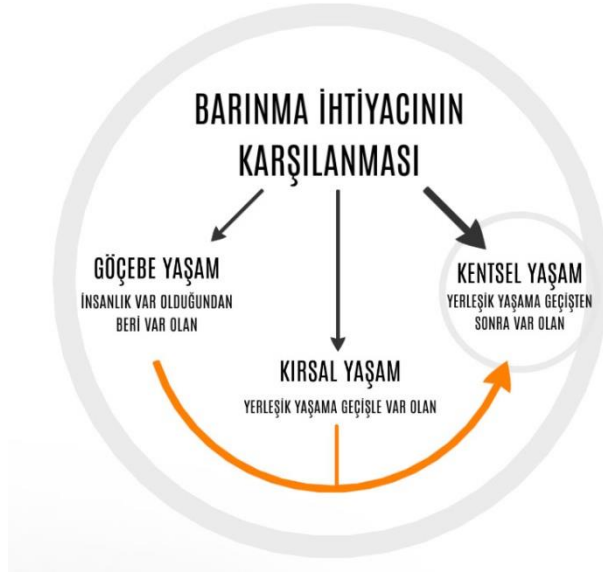 BARINMA İHTİYACININ
KARŞILANMASI
GÖÇEBE YAŞAM
İNSANLIK VAR OLDUĞUNDAN
BERİ VAR OLAN
KENTSEL YAŞAM
YERLEŞİK YAŞAMA GEÇİŞTEN
SONRA VAR OLAN
KIRSAL YAŞAM
YERLEŞİK YAŞAMA GEÇİŞLE VAR OLAN